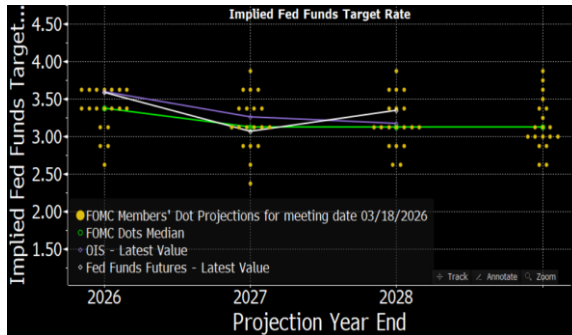 Implied Fed Funds Target Rate
Implied Fed Funds Target...
4.50
4.00
3.50
3.00
2.50
2.00
1.50
FOMC Members' Dot Projections for meeting date 03/18/2026
FOMC Dots Median
OIS - Latest Value
Fed Funds Futures - Latest Value
Track Annotate Zoom
2026 2027 2028
Projection Year End